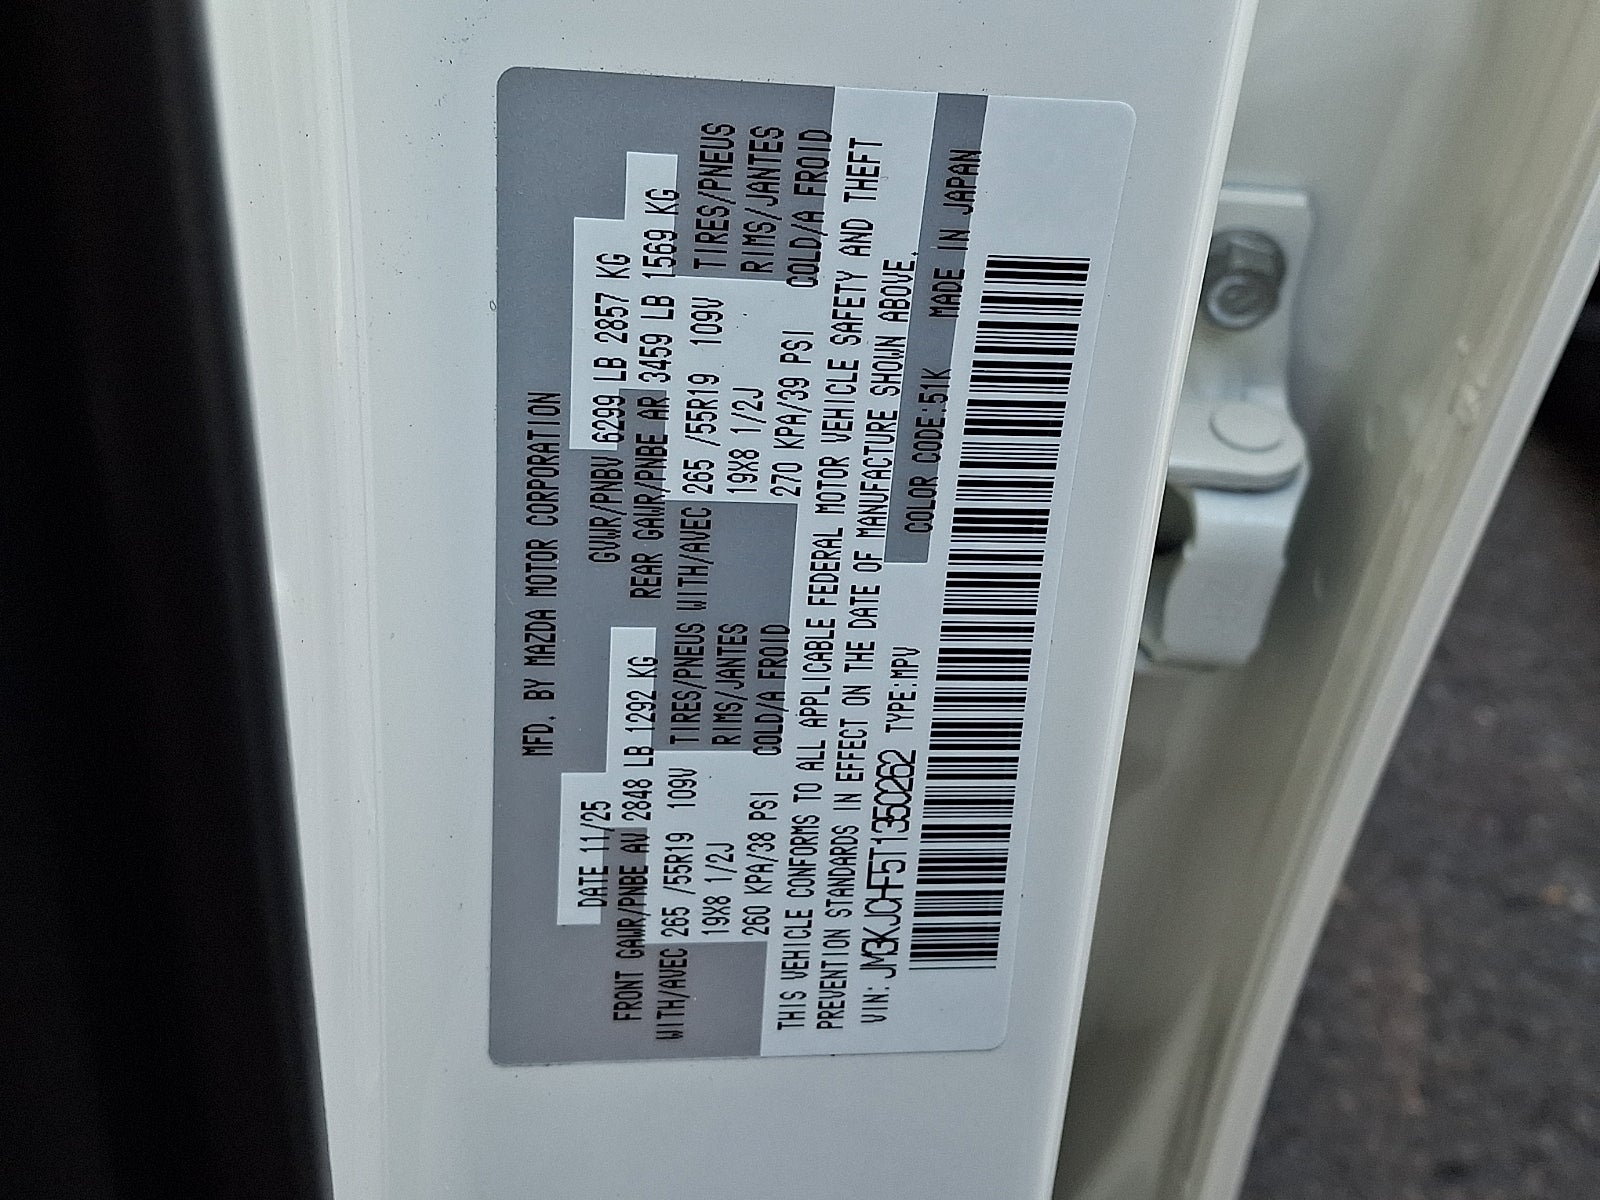 MFD. BY MAZDA MOTOR CORPORATION
DATE 11/25 GVWR/PNBV 6299 LB 2857 KG
FRONT GAWR/PNBE AV 2848 LB 1292 KG REAR GAWR/PNBE AR 3459 LB 1569 KG
WITH/AVEC 265 /55R19 109V TIRES/PNEUS WITH/AVEC 265 /55R19 109V TIRES/PNEUS
19X8 1/2J RIMS/JANTES 19X8 1/2J RIMS/JANTES
260 KPA/38 PSI COLD/A FROID 270 KPA/39 PSI COLD/A FROID
THIS VEHICLE CONFORMS TO ALL APPLICABLE FEDERAL MOTOR VEHICLE SAFETY AND THEFT
PREVENTION STANDARDS IN EFFECT ON THE DATE OF MANUFACTURE SHOWN ABOVE.
VIN: JM3KJCHF5T1350262 TYPE:MPV COLOR CODE:51K MADE IN JAPAN